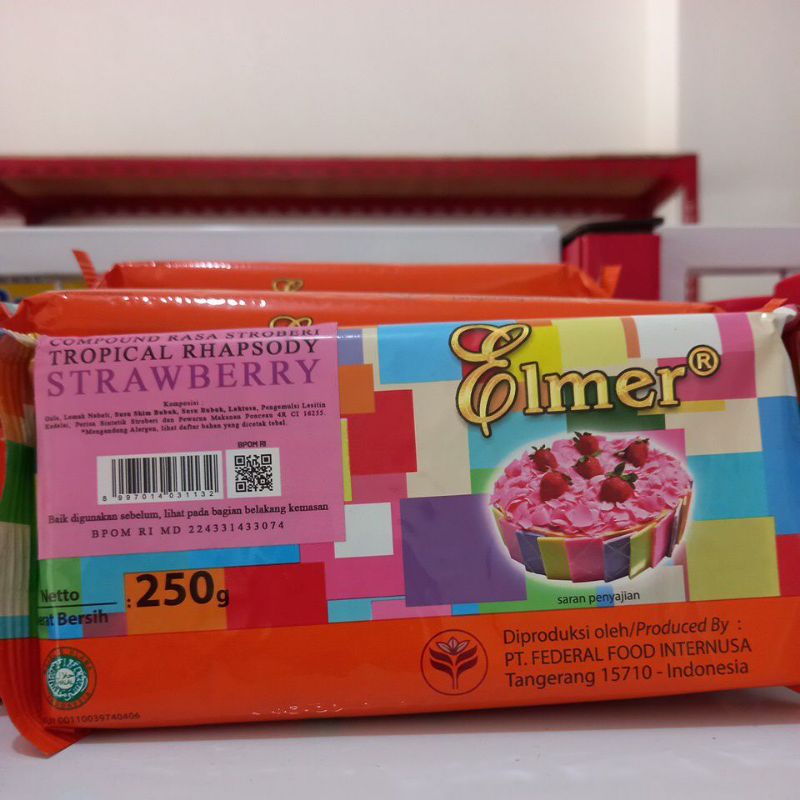 COMPOUND RASA STROBERI
TROPICAL RHAPSODY
STRAWBERRY
Komposisi :
Gula, Lemak Nabati, Susu Skim Bubuk, Susu Bubuk, Laktosa, Pengemulsi Lesitin
Kedelai, Perisa Sintetik Stroberi dan Pewarna Makanan Ponceau 4R CI 16255.
*Mengandung Alergen, lihat daftar bahan yang dicetak tebal.
BPOM RI
8 997014 031132
Baik digunakan sebelum, lihat pada bagian belakang kemasan
BPOM RI MD 224331433074
Elmer®
saran penyajian
Netto
Bersih
: 250g
Diproduksi oleh/Produced By :
PT. FEDERAL FOOD INTERNUSA
Tangerang 15710 - Indonesia
00110039740406